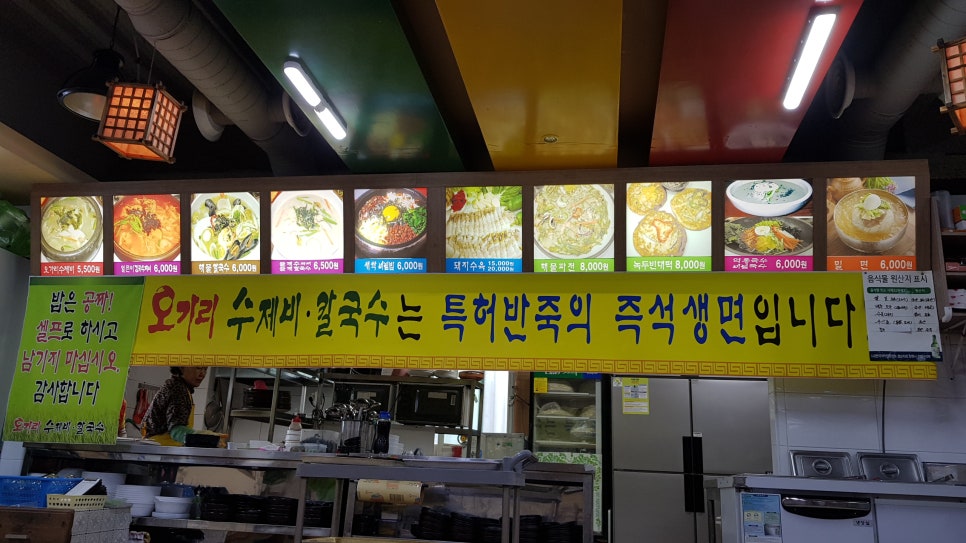 오가리수제비 5,500원
얼큰이칼국수제비 6,000원
해물칼국수 6,000원
6,500원
새싹비빔밥 6,000원
돼지수육 15,000원 20,000원
해물파전 8,000원
녹두빈대떡 8,000원
6,000원
밀면 6,000원
밥은 공짜!
셀프로 하시고
남기지 마십시오.
감사합니다
오가리 수제비·칼국수
오가리 수제비·칼국수는 특허반죽의 즉석생면입니다
음식물 원산지 표시